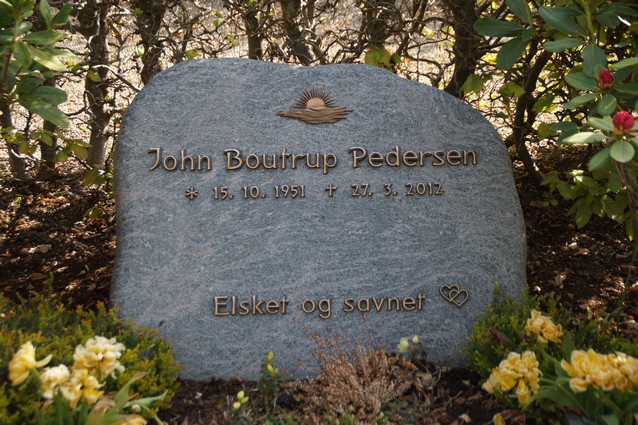 John Boutrup Pedersen
* 15. 10. 1951 ✝ 27. 3. 2012
Elsket og savnet